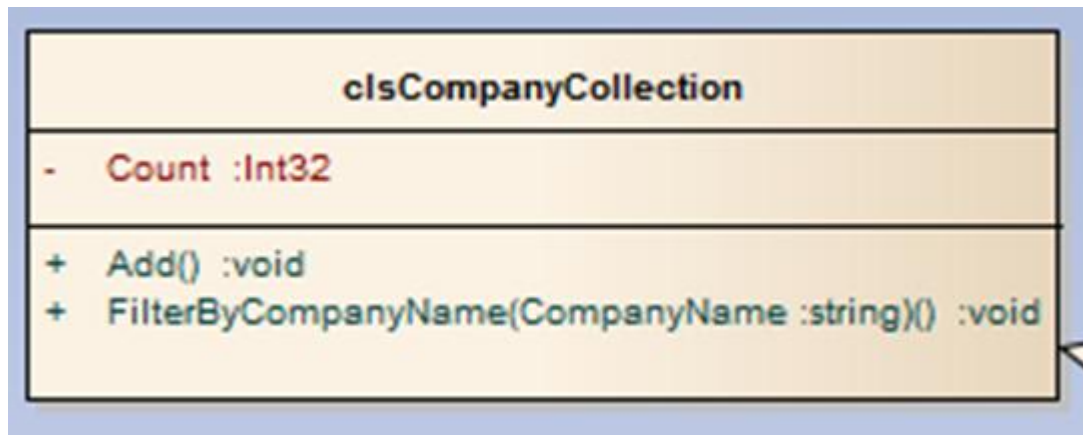 clsCompanyCollection
- Count :Int32
+ Add() :void
+ FilterByCompanyName(CompanyName :string)() :void